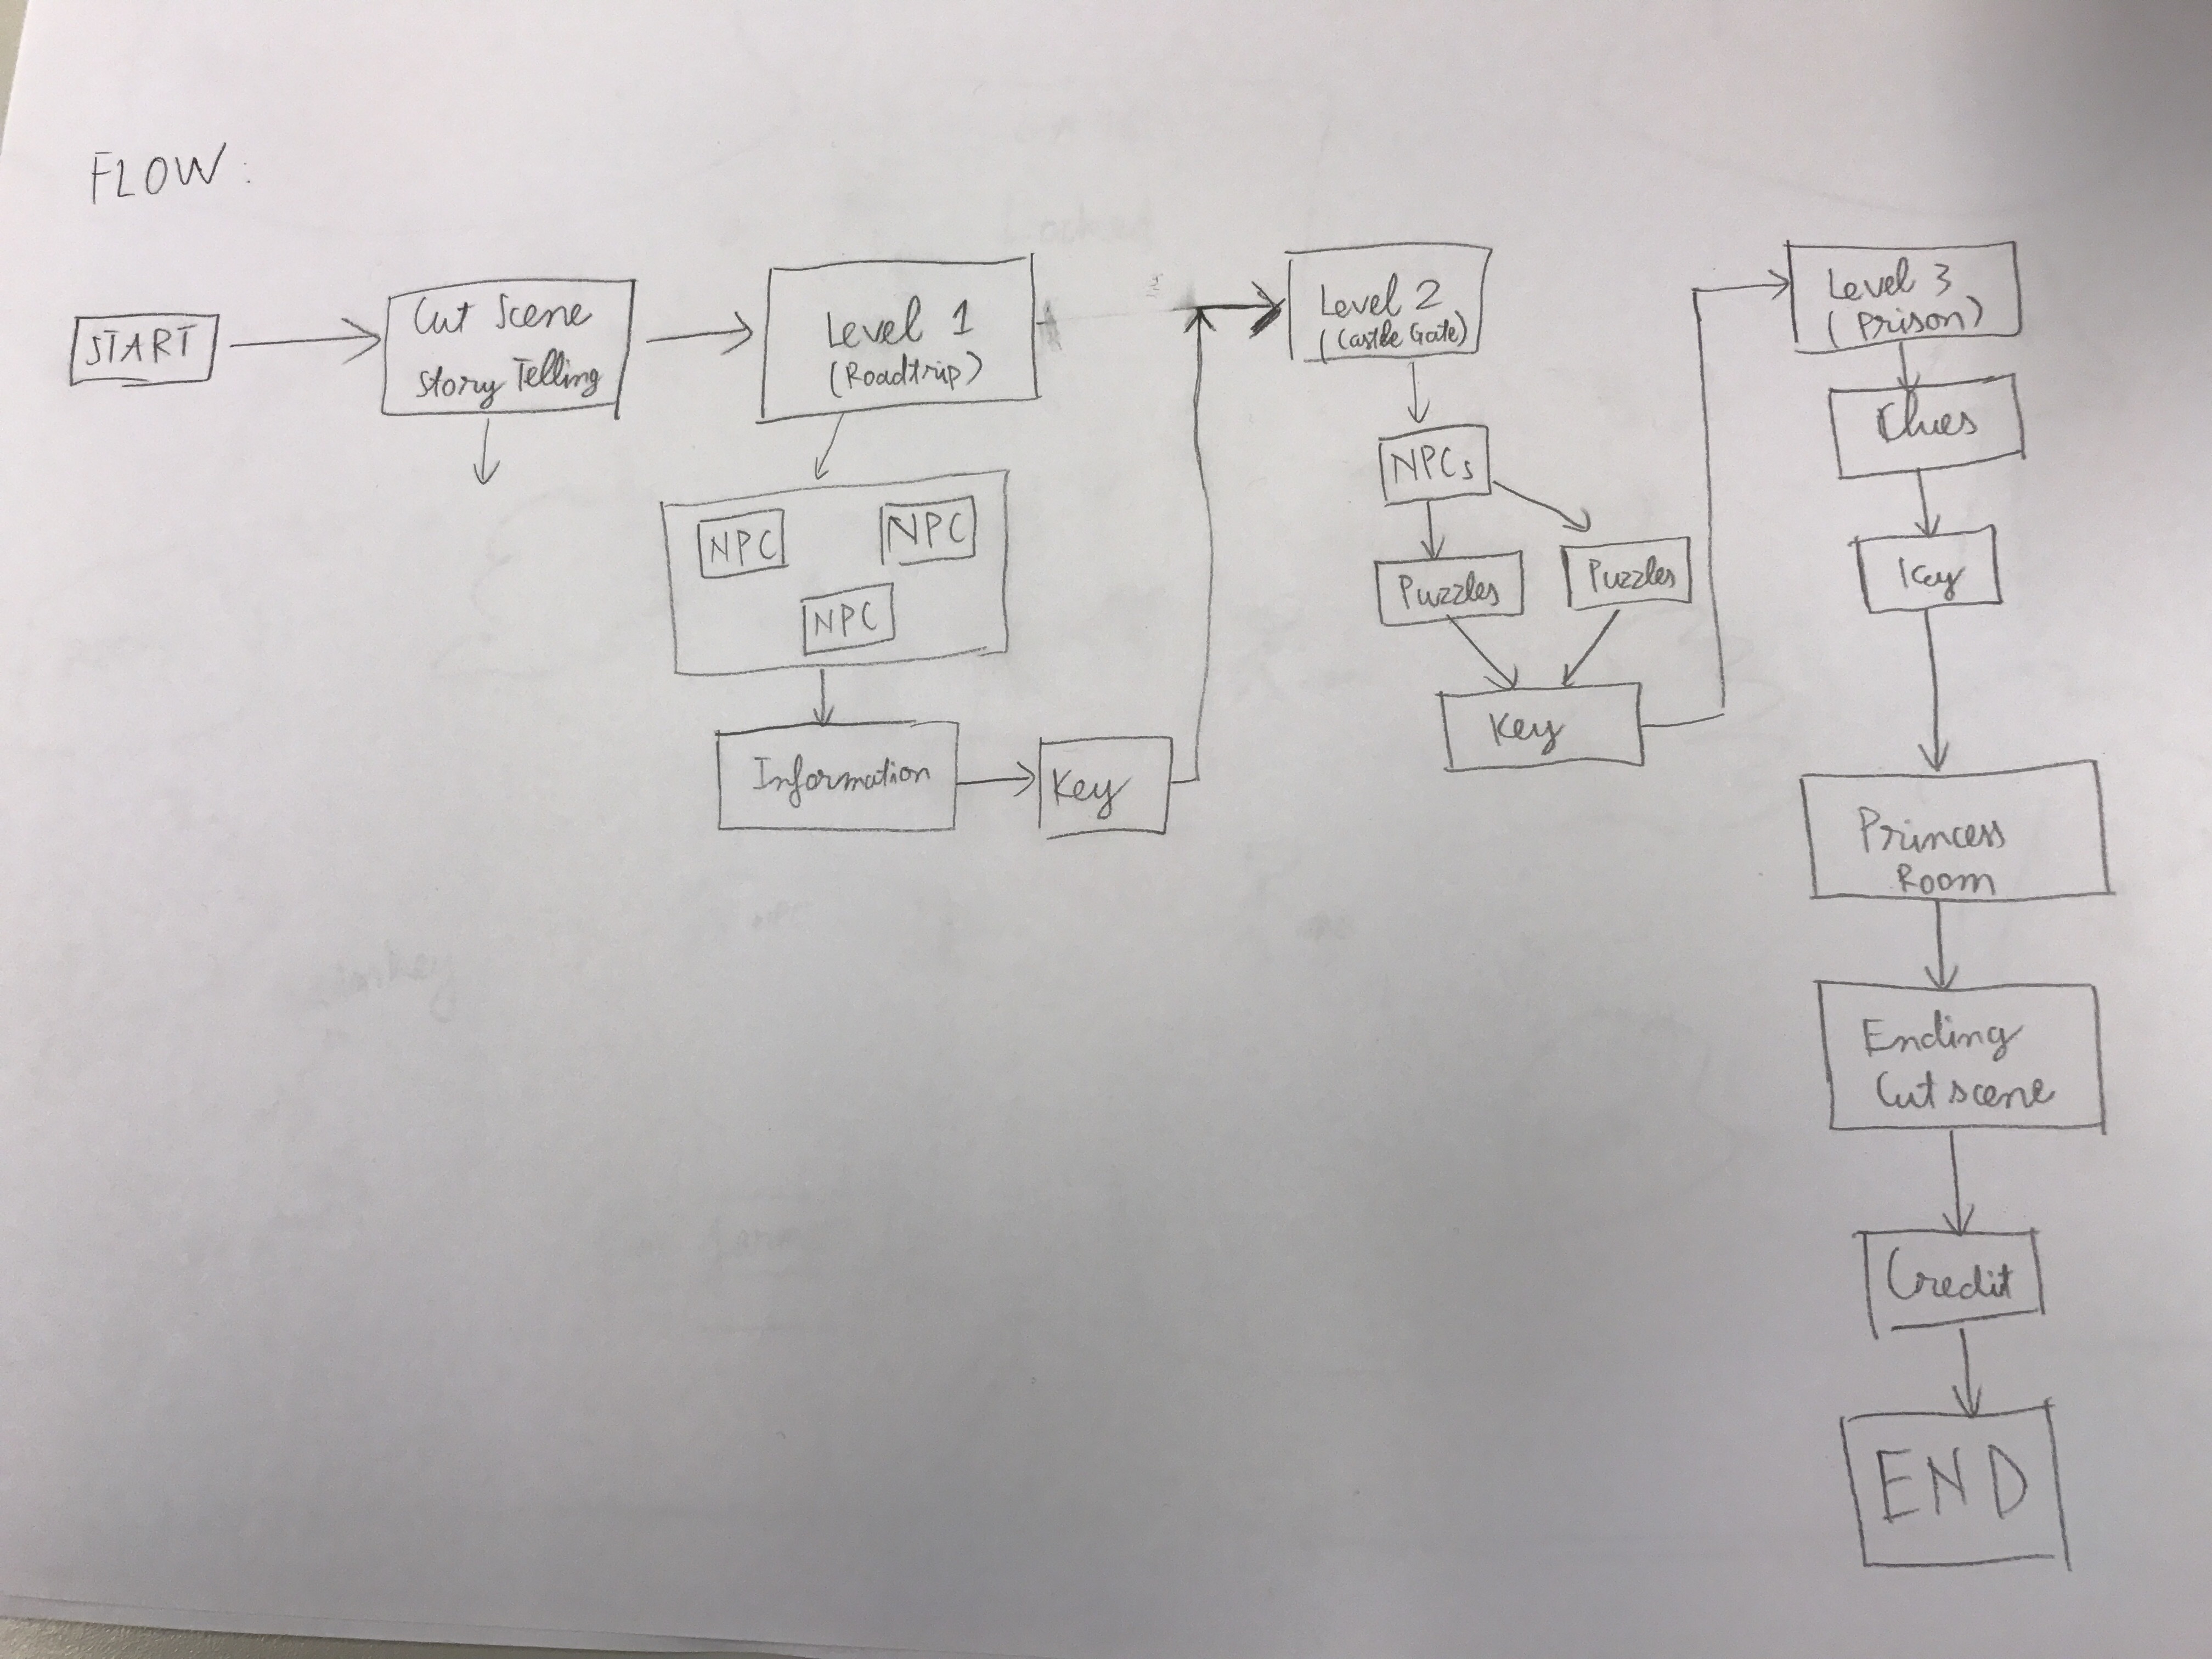 FLOW:
START
Cut Scene
Story Telling
Level 1
(Roadtrip)
NPC
NPC
NPC
Information
Key
Level 2
(Castle Gate)
NPCs
Puzzles
Puzzles
Key
Level 3
(Prison)
Clues
Key
Princess
Room
Ending
Cut scene
Credit
END